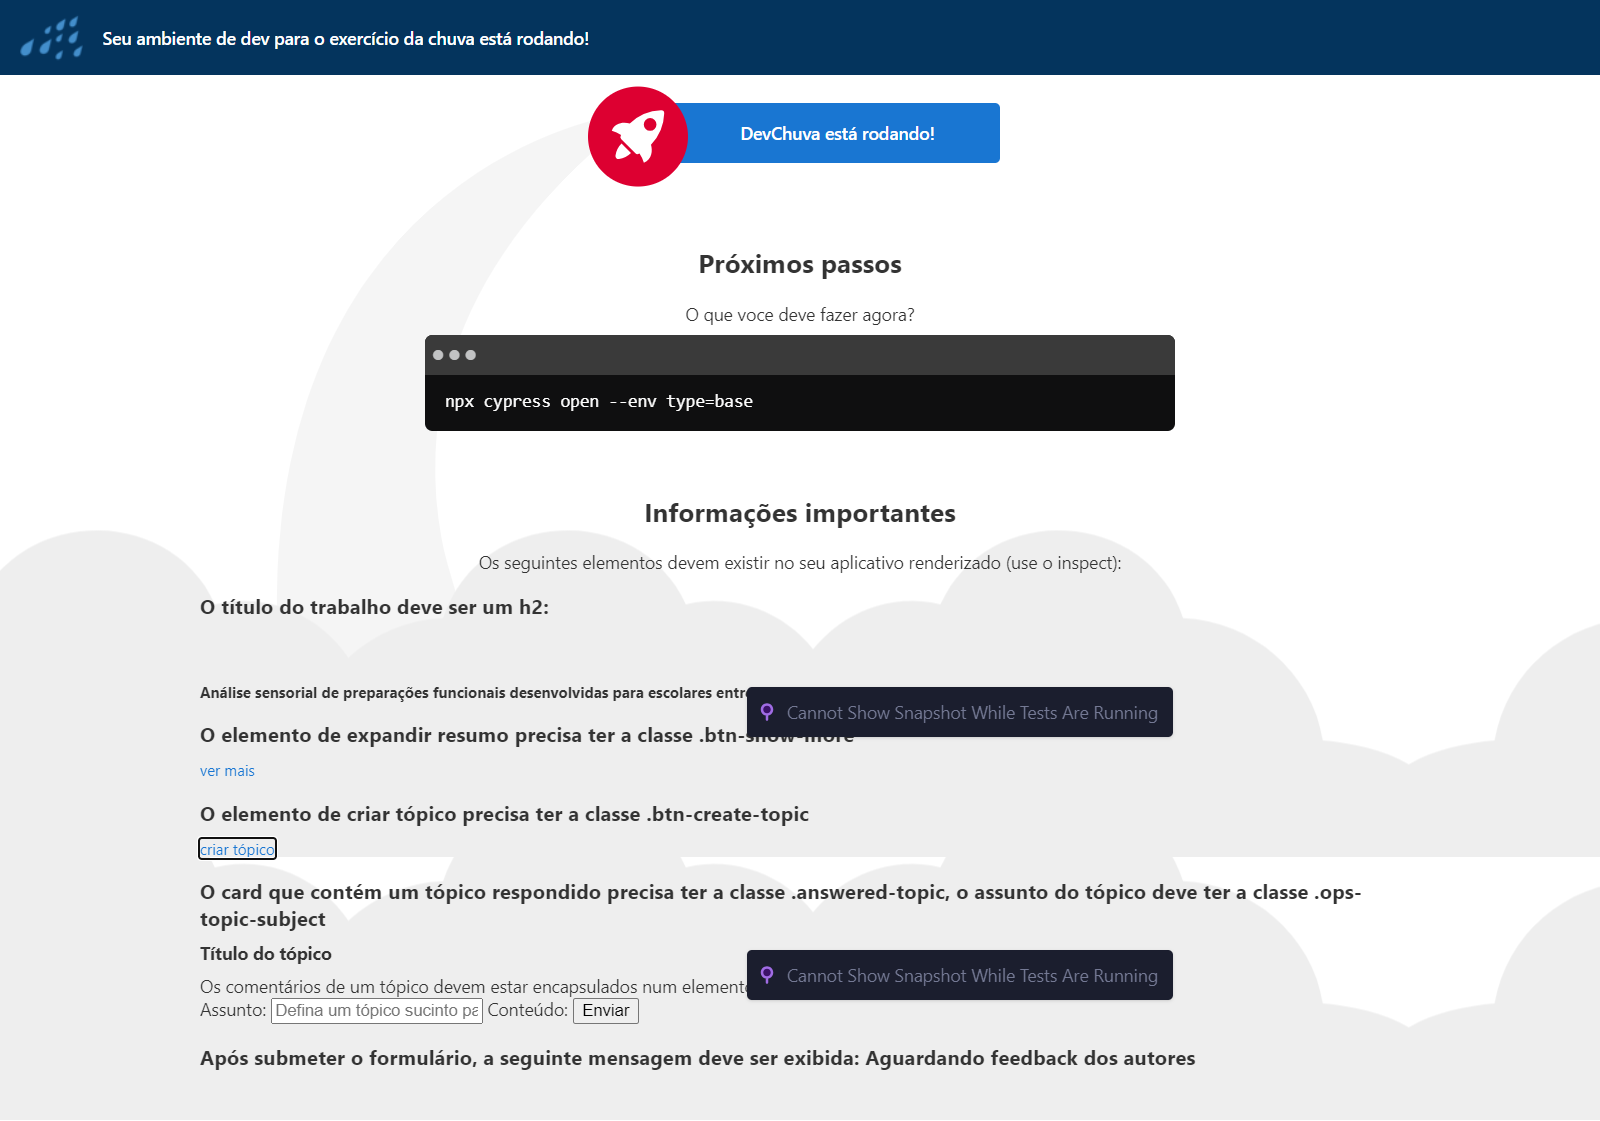 Seu ambiente de dev para o exercício da chuva está rodando!
DevChuva está rodando!
Próximos passos
O que voce deve fazer agora?
npx cypress open --env type=base
Informações importantes
Os seguintes elementos devem existir no seu aplicativo renderizado (use o inspect):
O título do trabalho deve ser um h2:
Análise sensorial de preparações funcionais desenvolvidas para escolares entre
Cannot Show Snapshot While Tests Are Running
O elemento de expandir resumo precisa ter a classe .btn-show-more
ver mais
O elemento de criar tópico precisa ter a classe .btn-create-topic
criar tópico
O card que contém um tópico respondido precisa ter a classe .answered-topic, o assunto do tópico deve ter a classe .ops-
topic-subject
Título do tópico
Os comentários de um tópico devem estar encapsulados num elemento
Cannot Show Snapshot While Tests Are Running
Assunto: Defina um tópico sucinto pa Conteúdo: Enviar
Após submeter o formulário, a seguinte mensagem deve ser exibida: Aguardando feedback dos autores